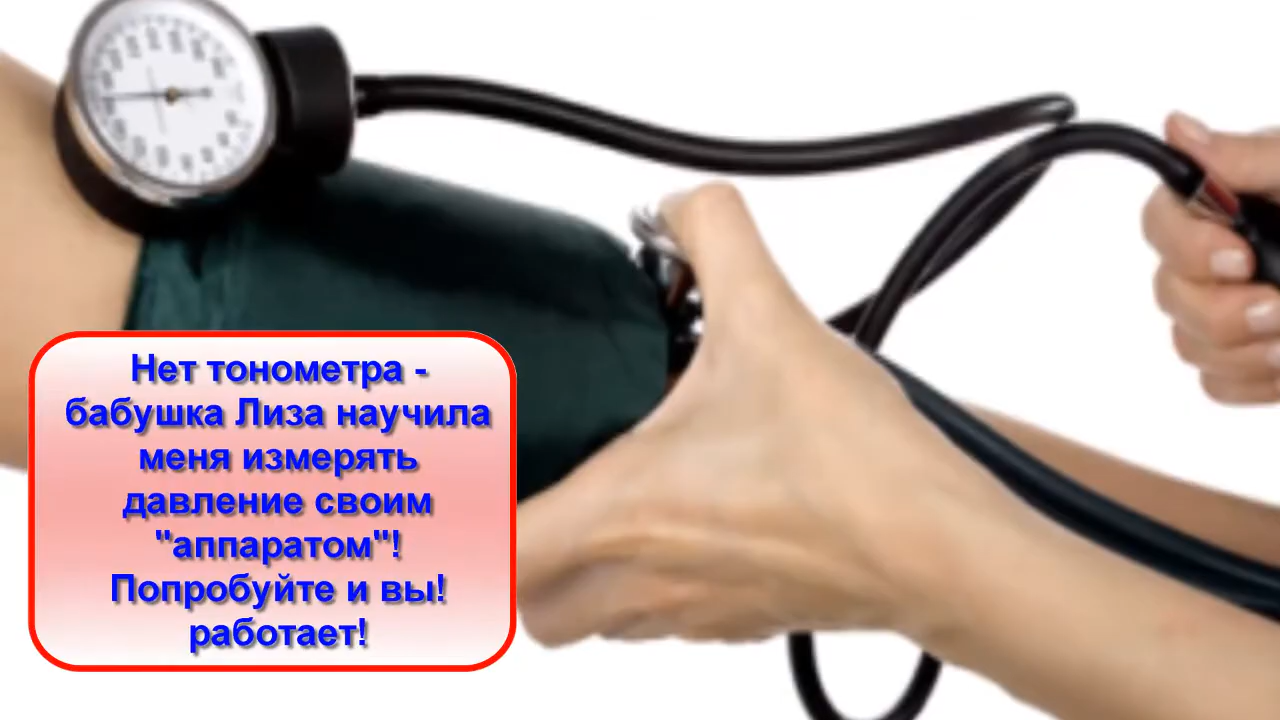 Нет тонометра -
бабушка Лиза научила
меня измерять
давление своим
"аппаратом"!
Попробуйте и вы!
работает!